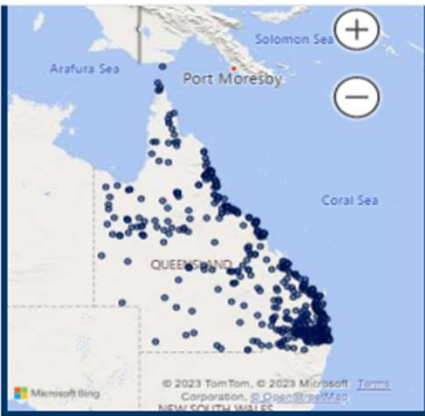 Solomon Sea
Arafura Sea
Port Moresby
Coral Sea
QUEENSLAND
Microsoft Bing
© 2023 TomTom, © 2023 Microsoft
Corporation, © OpenStreetMap Terms
NEW SOUTH WALES